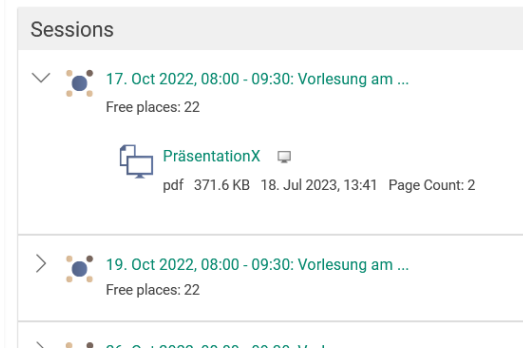 Sessions
17. Oct 2022, 08:00 - 09:30: Vorlesung am ...
Free places: 22
PräsentationX
pdf 371.6 KB 18. Jul 2023, 13:41 Page Count: 2
19. Oct 2022, 08:00 - 09:30: Vorlesung am ...
Free places: 22